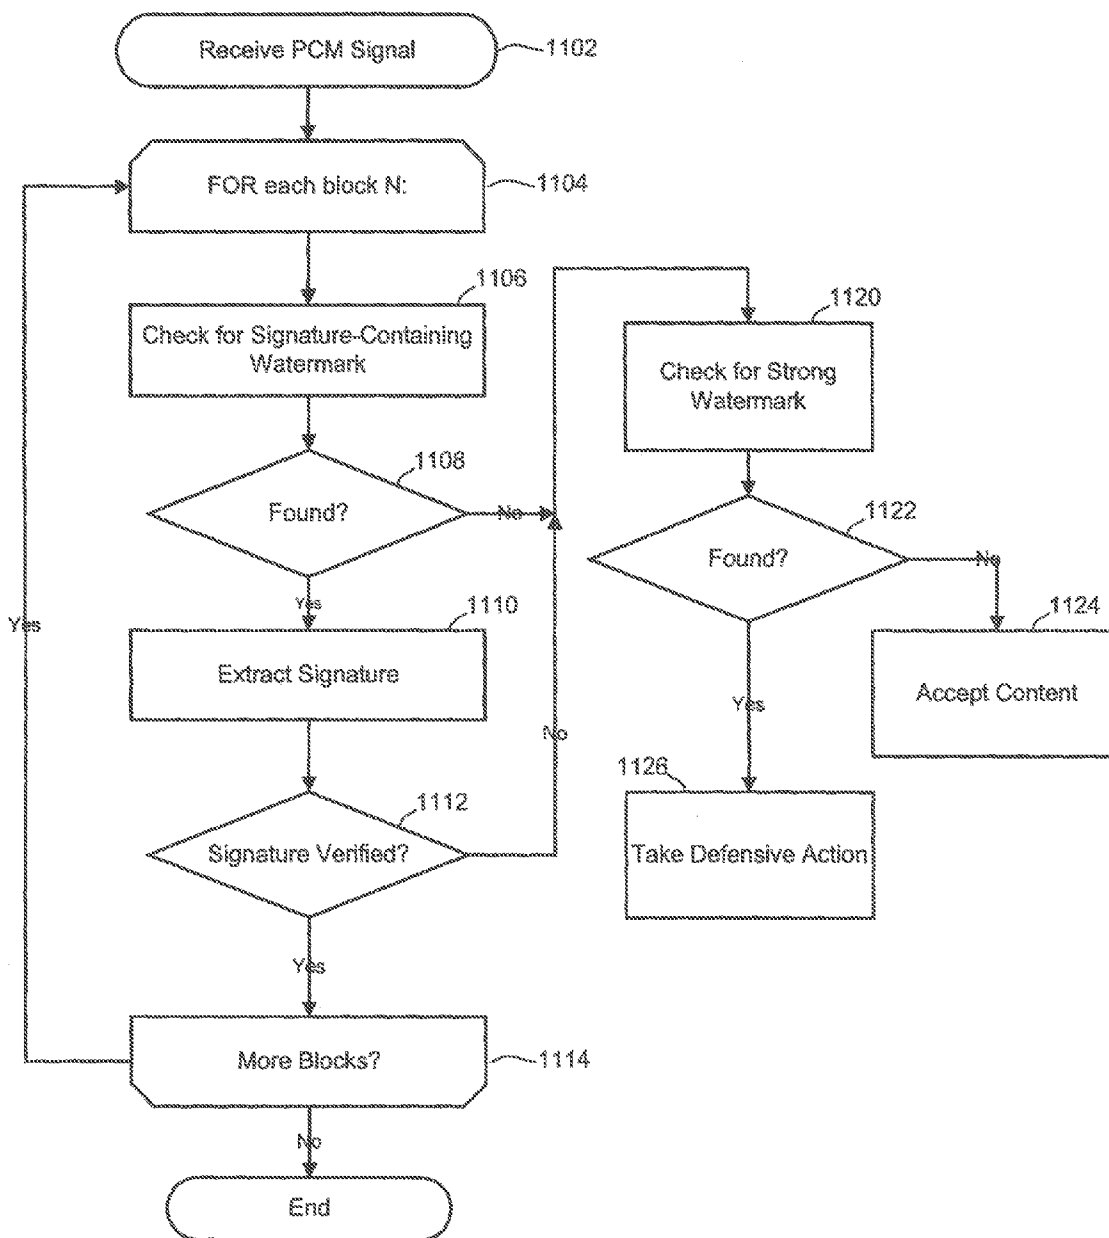 Receive PCM Signal
1102
FOR each block N:
1104
1106
Check for Signature-Containing
Watermark
1108
Found?
No
Yes
1110
Extract Signature
1112
Signature Verified?
No
Yes
More Blocks?
1114
Yes
No
End
1120
Check for Strong
Watermark
1122
Found?
No
1124
Accept Content
Yes
1126
Take Defensive Action